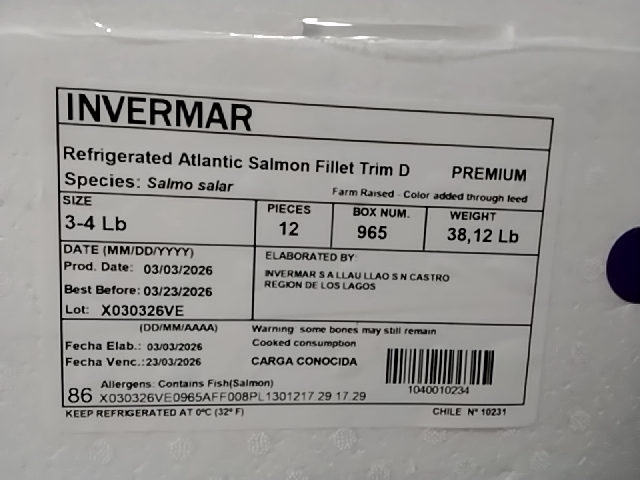 INVERMAR
Refrigerated Atlantic Salmon Fillet Trim D PREMIUM
Species: Salmo salar Farm Raised - Color added through feed
SIZE PIECES BOX NUM. WEIGHT
3-4 Lb 12 965 38,12 Lb
DATE (MM/DD/YYYY) ELABORATED BY:
Prod. Date: 03/03/2026 INVERMAR S A LLAU LLAO S N CASTRO
Best Before: 03/23/2026 REGION DE LOS LAGOS
Lot: X030326VE
(DD/MM/AAAA) Warning some bones may still remain
Fecha Elab.: 03/03/2026 Cooked consumption
Fecha Venc.:23/03/2026 CARGA CONOCIDA
86 Allergens: Contains Fish(Salmon) 1040010234
X030326VE0965AFF008PL1301217 29 17 29
KEEP REFRIGERATED AT 0ºC (32º F) CHILE Nº 10231